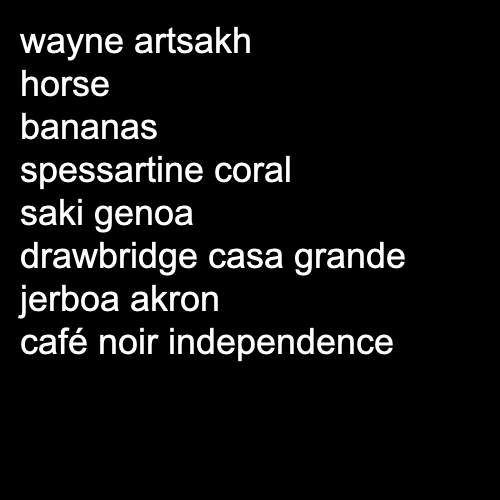 wayne artsakh
horse
bananas
spessartine coral
saki genoa
drawbridge casa grande
jerboa akron
café noir independence